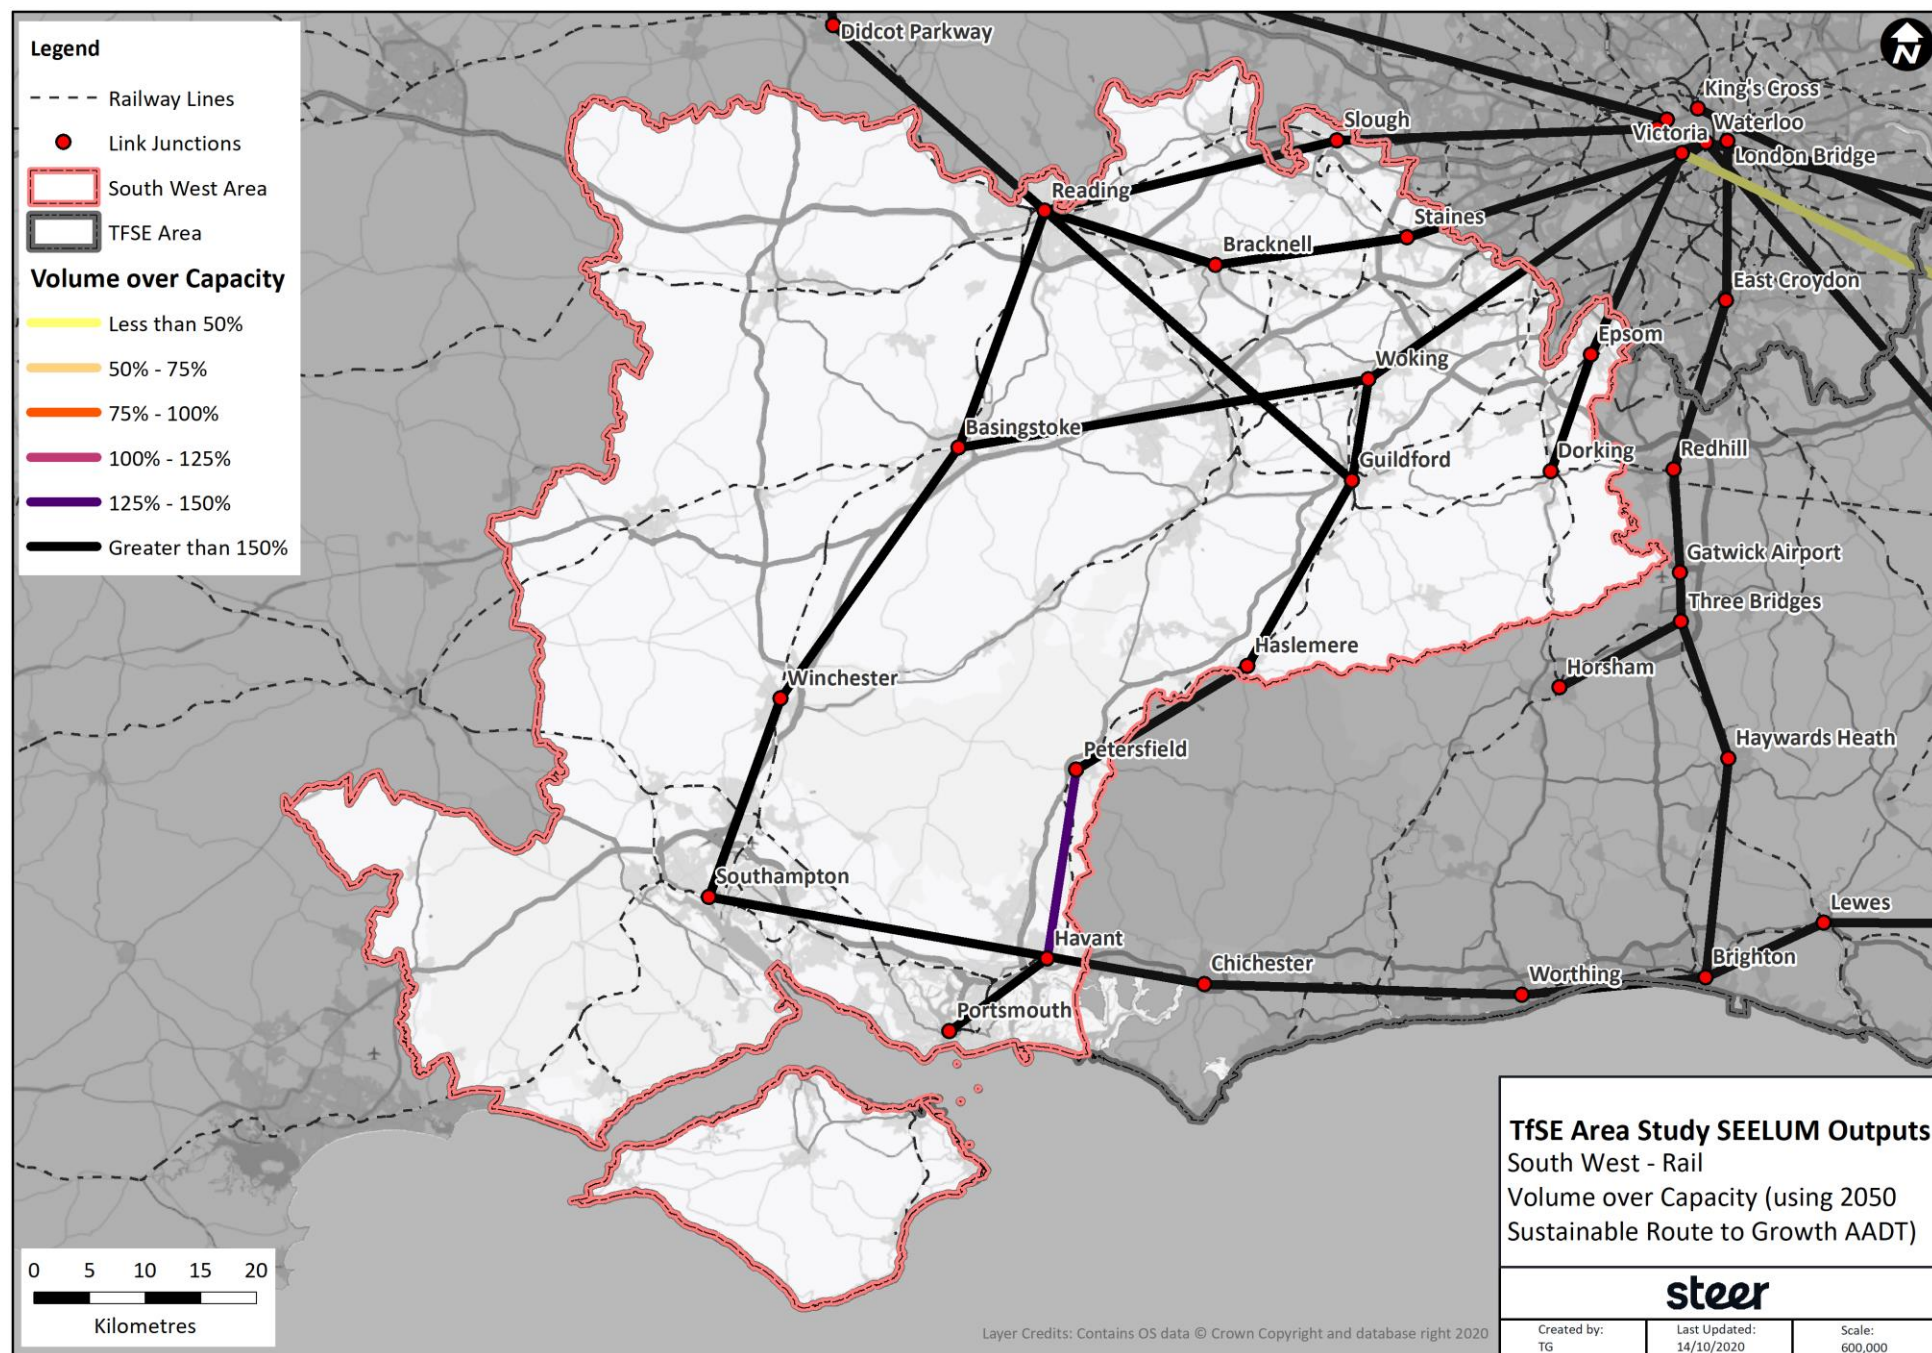 Legend
Railway Lines
Link Junctions
South West Area
TFSE Area
Volume over Capacity
Less than 50%
50% - 75%
75% - 100%
100% - 125%
125% - 150%
Greater than 150%
N
Didcot Parkway
King's Cross
Slough
Victoria
Waterloo
London Bridge
Reading
Staines
Bracknell
East Croydon
Epsom
Woking
Basingstoke
Guildford
Dorking
Redhill
Gatwick Airport
Three Bridges
Haslemere
Horsham
Winchester
Petersfield
Haywards Heath
Southampton
Lewes
Havant
Chichester
Worthing
Brighton
Portsmouth
0 5 10 15 20
Kilometres
Layer Credits: Contains OS data © Crown Copyright and database right 2020
TfSE Area Study SEELUM Outputs
South West - Rail
Volume over Capacity (using 2050
Sustainable Route to Growth AADT)
steer
Created by:
TG
Last Updated:
14/10/2020
Scale:
600,000